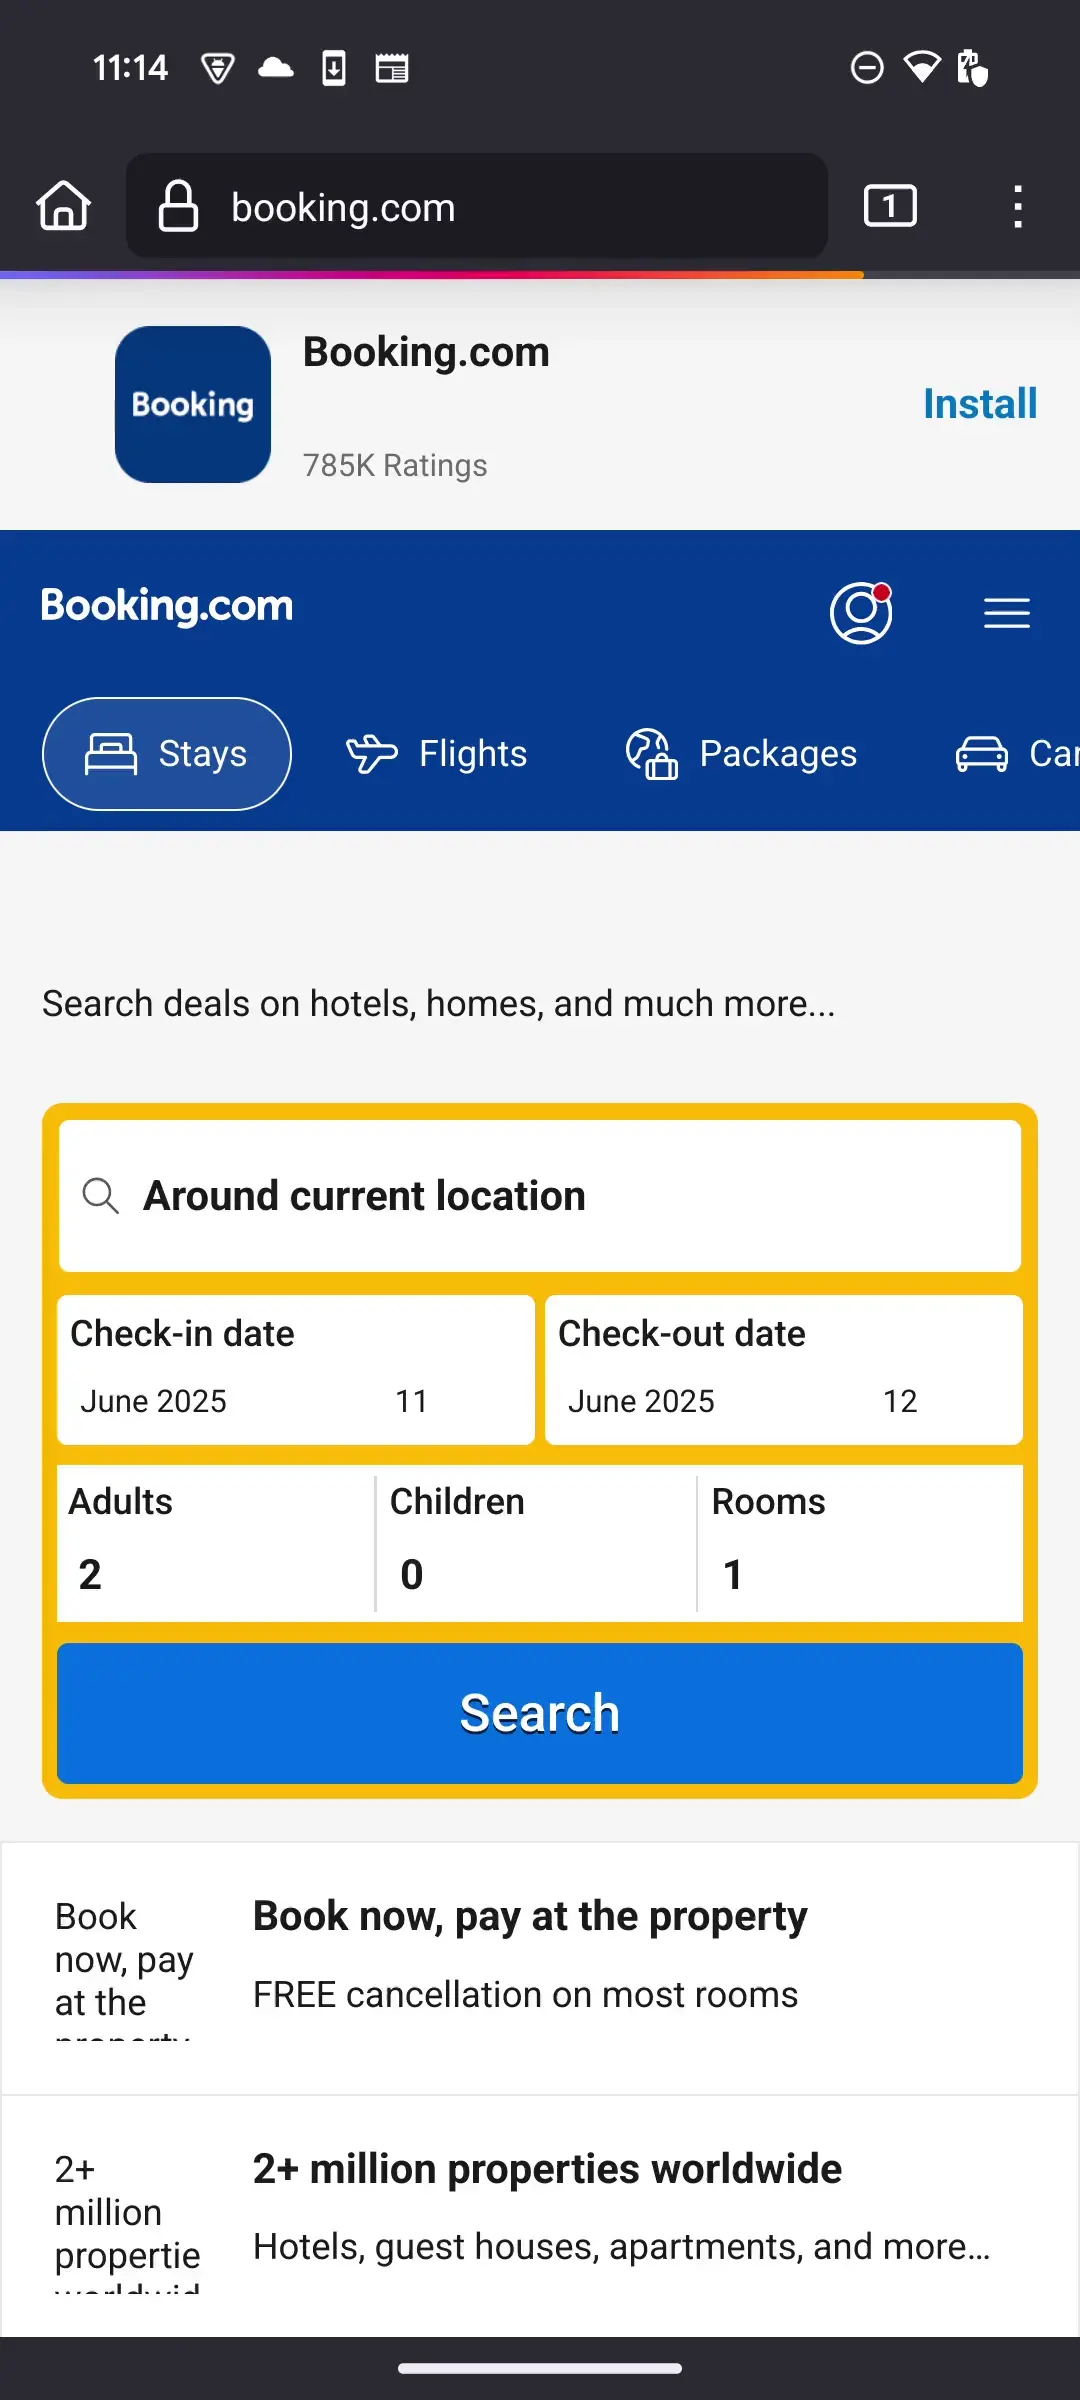 11:14
booking.com
1
Booking
Booking.com
785K Ratings
Install
Booking.com
Stays
Flights
Packages
Car
Search deals on hotels, homes, and much more...
Around current location
Check-in date
June 2025
11
Check-out date
June 2025
12
Adults
2
Children
0
Rooms
1
Search
Book
now, pay
at the
property
Book now, pay at the property
FREE cancellation on most rooms
2+
million
propertie
2+ million properties worldwide
Hotels, guest houses, apartments, and more...